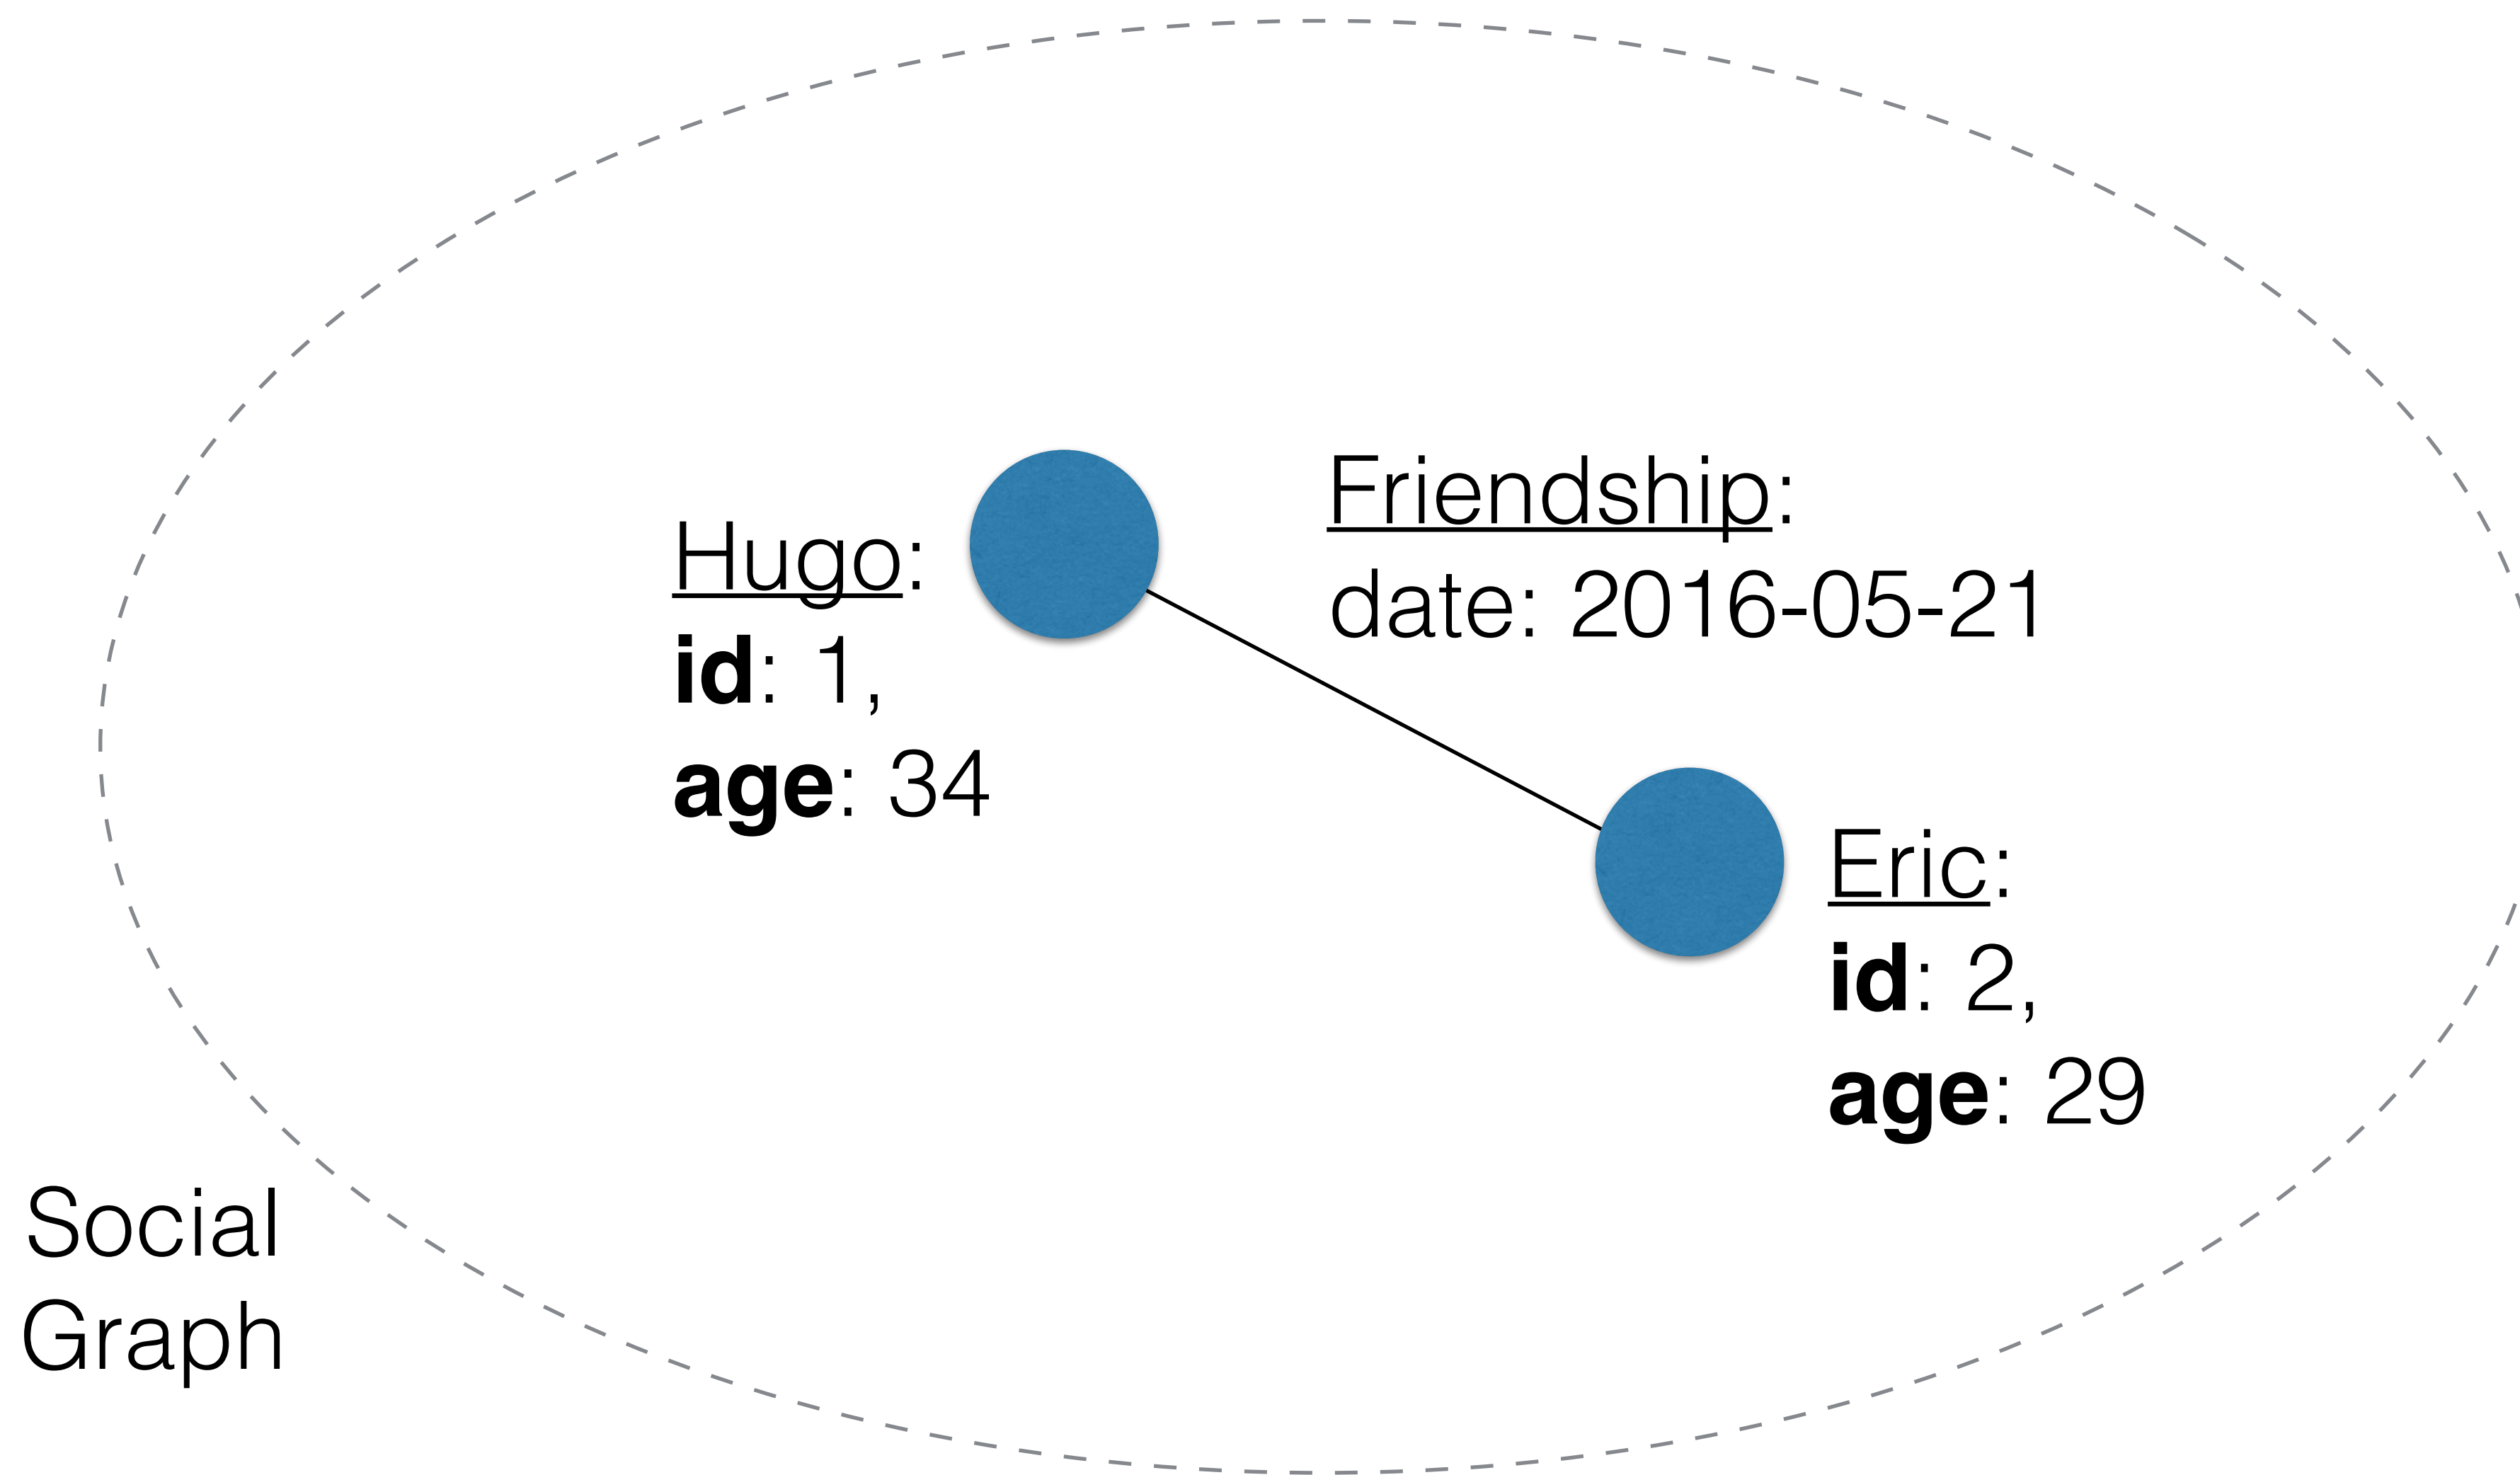 Hugo:
id: 1,
age: 34
Friendship:
date: 2016-05-21
Eric:
id: 2,
age: 29
Social
Graph